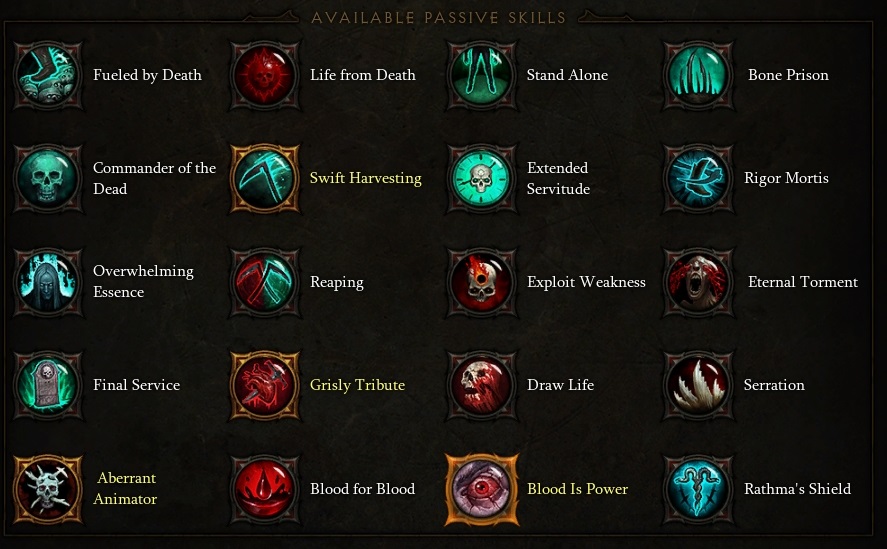 AVAILABLE PASSIVE SKILLS
Fueled by Death
Life from Death
Stand Alone
Bone Prison
Commander of the
Dead
Swift Harvesting
Extended
Servitude
Rigor Mortis
Overwhelming
Essence
Reaping
Exploit Weakness
Eternal Torment
Final Service
Grisly Tribute
Draw Life
Serration
Aberrant
Animator
Blood for Blood
Blood Is Power
Rathma's Shield